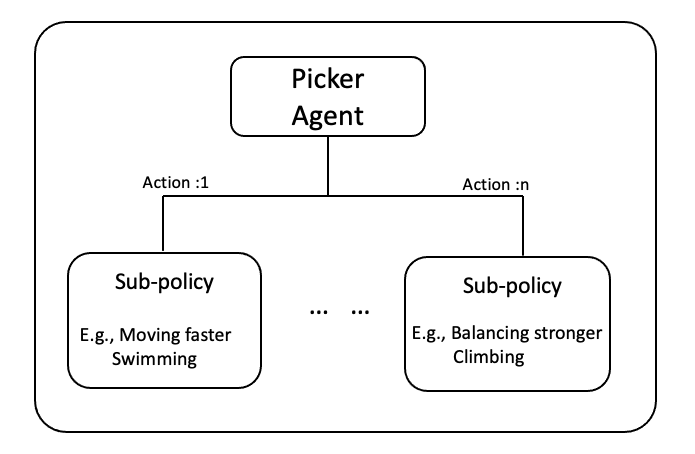 Picker
Agent
Action :1
Action :n
Sub-policy
E.g., Moving faster
Swimming
... ...
Sub-policy
E.g., Balancing stronger
Climbing